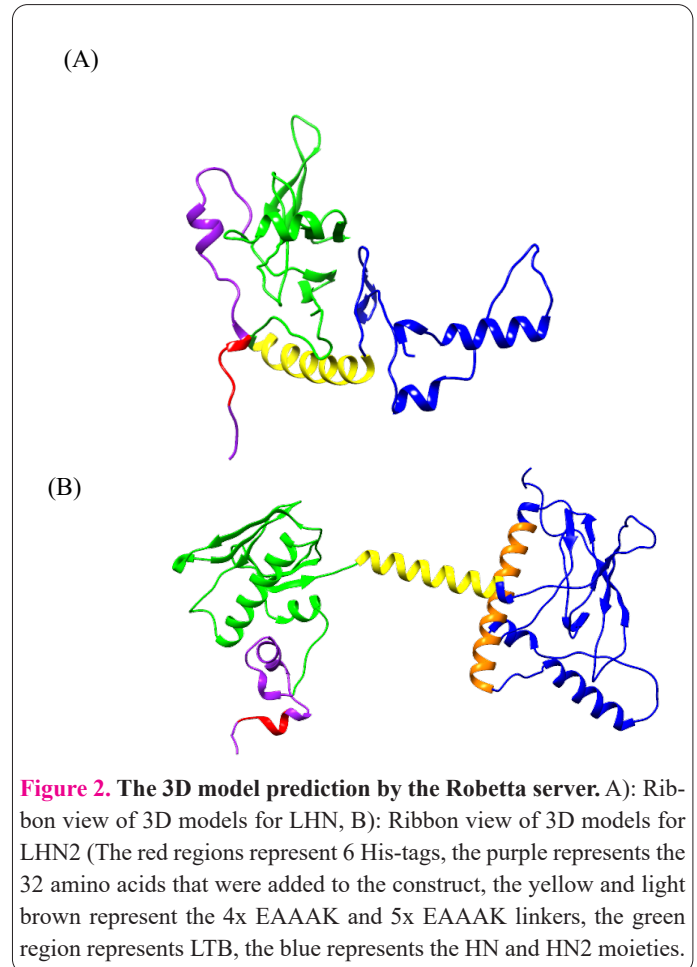 (A)
(B)
Figure 2. The 3D model prediction by the Robetta server. A): Rib-
bon view of 3D models for LHN, B): Ribbon view of 3D models for
LHN2 (The red regions represent 6 His-tags, the purple represents the
32 amino acids that were added to the construct, the yellow and light
brown represent the 4x EAAAK and 5x EAAAK linkers, the green
region represents LTB, the blue represents the HN and HN2 moieties.